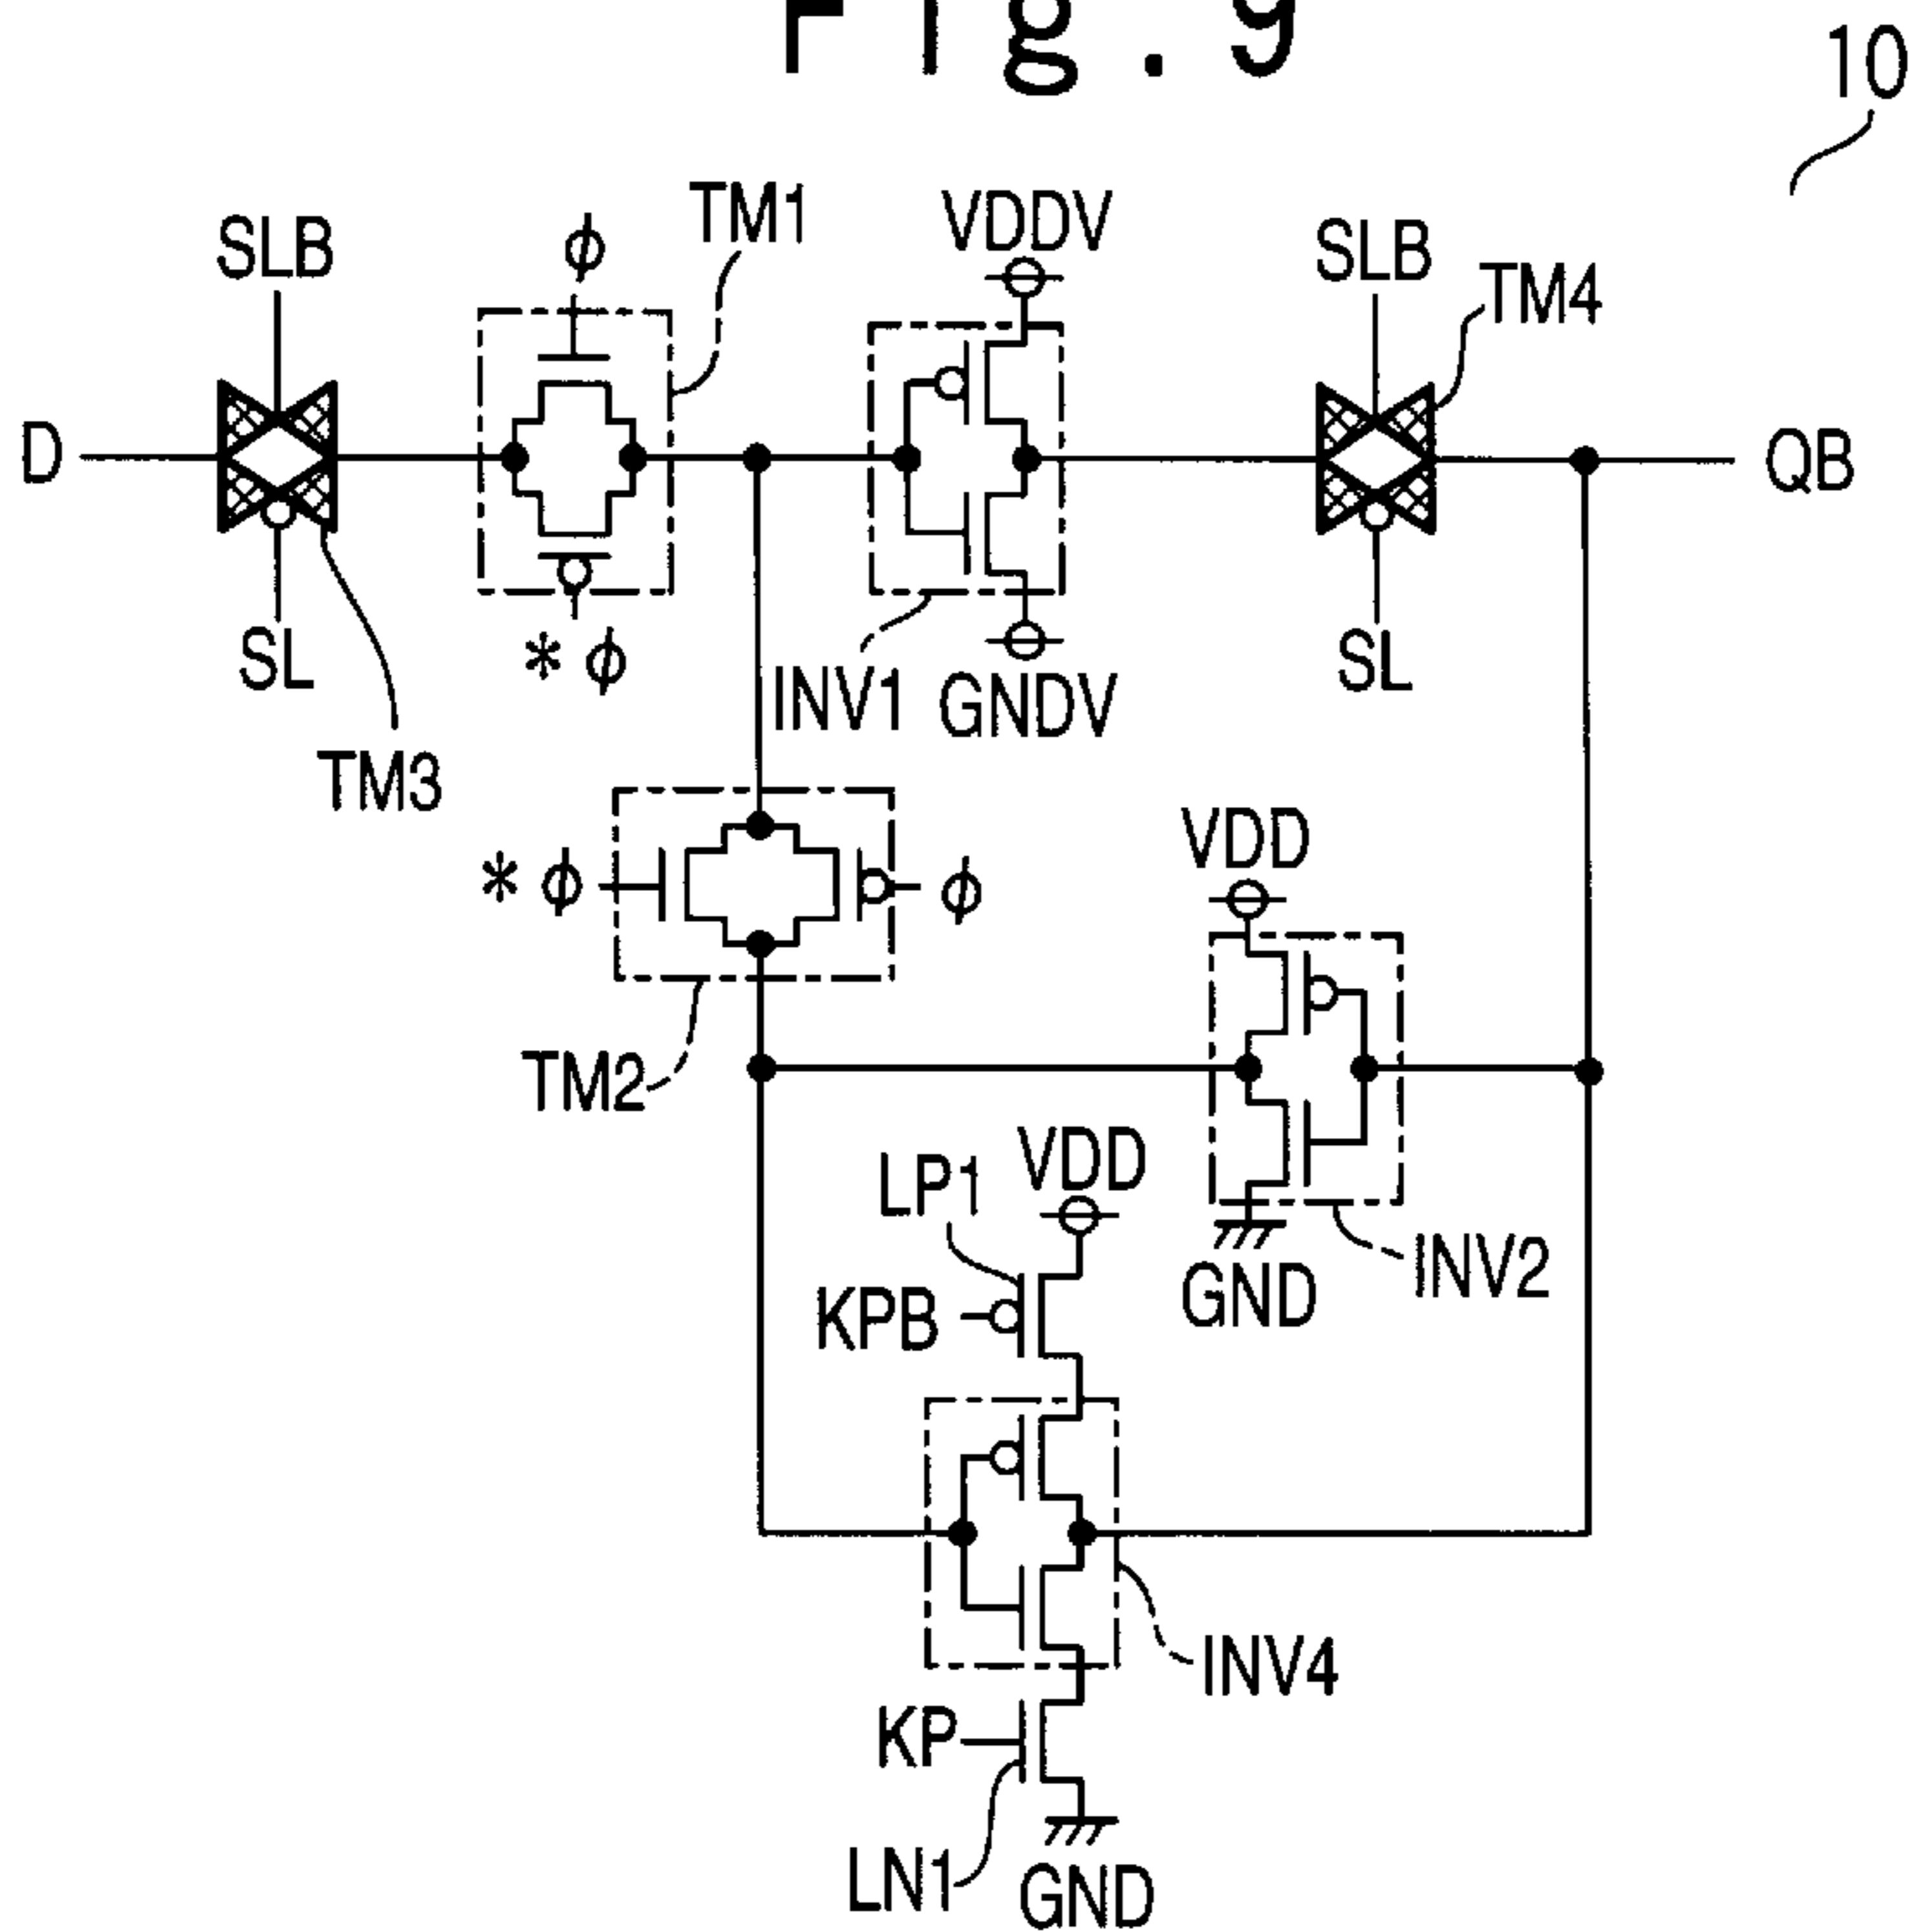 Fig. 9
10
SLB
ϕ
TM1
VDDV
SLB
TM4
D
QB
SL
*ϕ
INV1
GNDV
SL
TM3
*ϕ
ϕ
VDD
TM2
LP1
VDD
KPB
GND
INV2
INV4
KP
LN1
GND